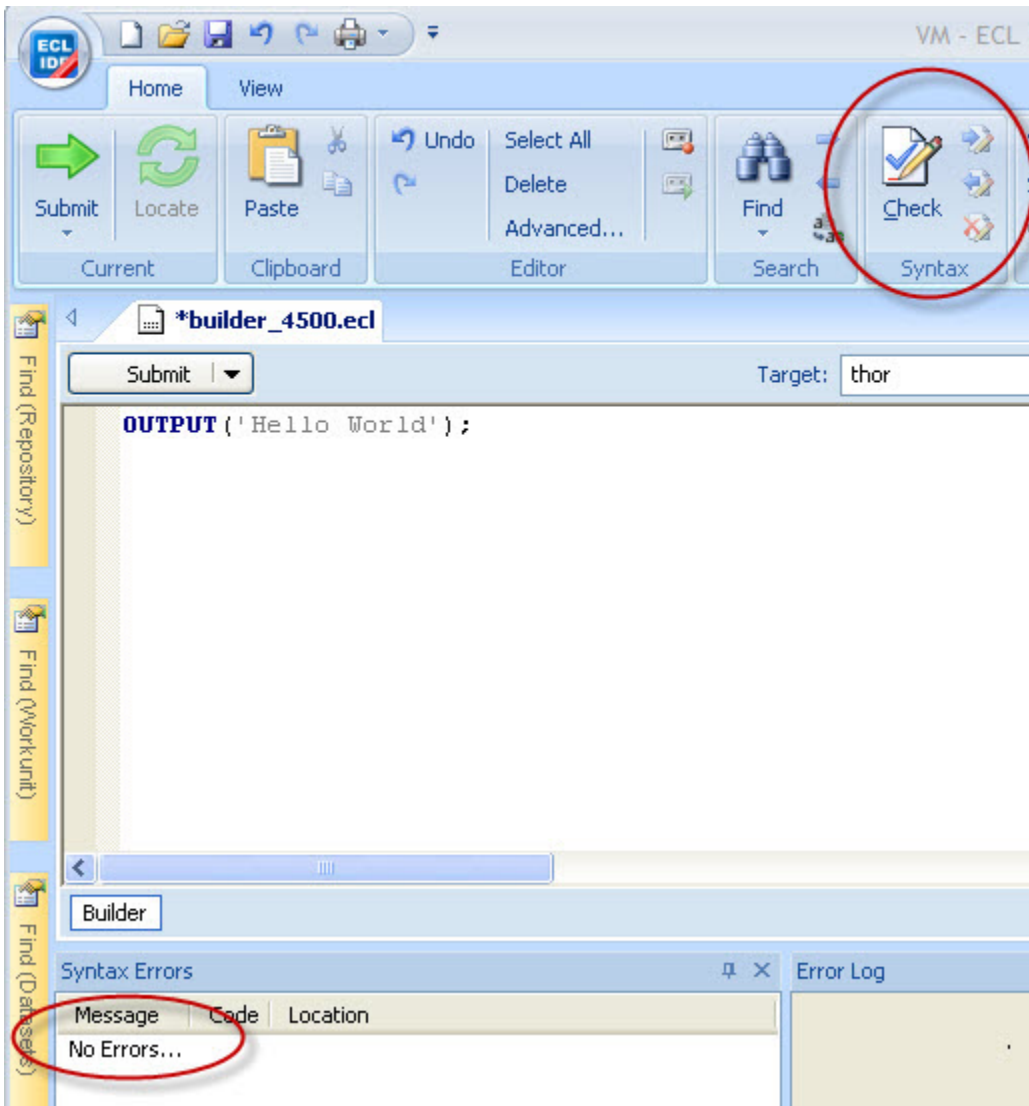 ECL
IDE
VM - ECL
Home View
Undo Select All
Delete
Submit Locate Paste Find Check
Advanced...
Current Clipboard Editor Search Syntax
*builder_4500.ecl
Submit Target: thor
OUTPUT('Hello World');
Find (Repository)
Find (Workunit)
Find (Datasets)
Builder
Syntax Errors Error Log
Message Code Location
No Errors...